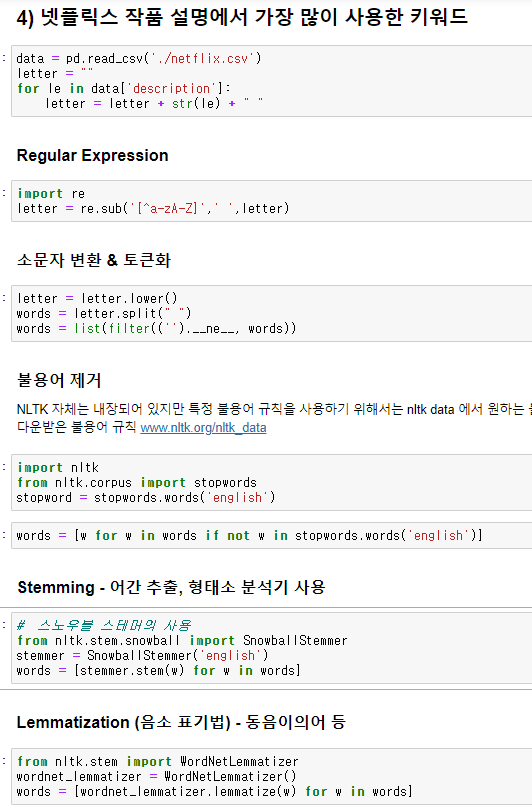 4) 넷플릭스 작품 설명에서 가장 많이 사용한 키워드
: data = pd.read_csv('./netflix.csv')
letter = ""
for le in data['description']:
    letter = letter + str(le) + " "
Regular Expression
: import re
letter = re.sub('[^a-zA-Z]',' ',letter)
소문자 변환 & 토큰화
: letter = letter.lower()
words = letter.split(" ")
words = list(filter(('').__ne__, words))
불용어 제거
NLTK 자체는 내장되어 있지만 특정 불용어 규칙을 사용하기 위해서는 nltk data 에서 원하는
다운받은 불용어 규칙 www.nltk.org/nltk_data
: import nltk
from nltk.corpus import stopwords
stopword = stopwords.words('english')
: words = [w for w in words if not w in stopwords.words('english')]
Stemming - 어간 추출, 형태소 분석기 사용
: # 스노우볼 스테머의 사용
from nltk.stem.snowball import SnowballStemmer
stemmer = SnowballStemmer('english')
words = [stemmer.stem(w) for w in words]
Lemmatization (음소 표기법) - 동음이의어 등
: from nltk.stem import WordNetLemmatizer
wordnet_lemmatizer = WordNetLemmatizer()
words = [wordnet_lemmatizer.lemmatize(w) for w in words]